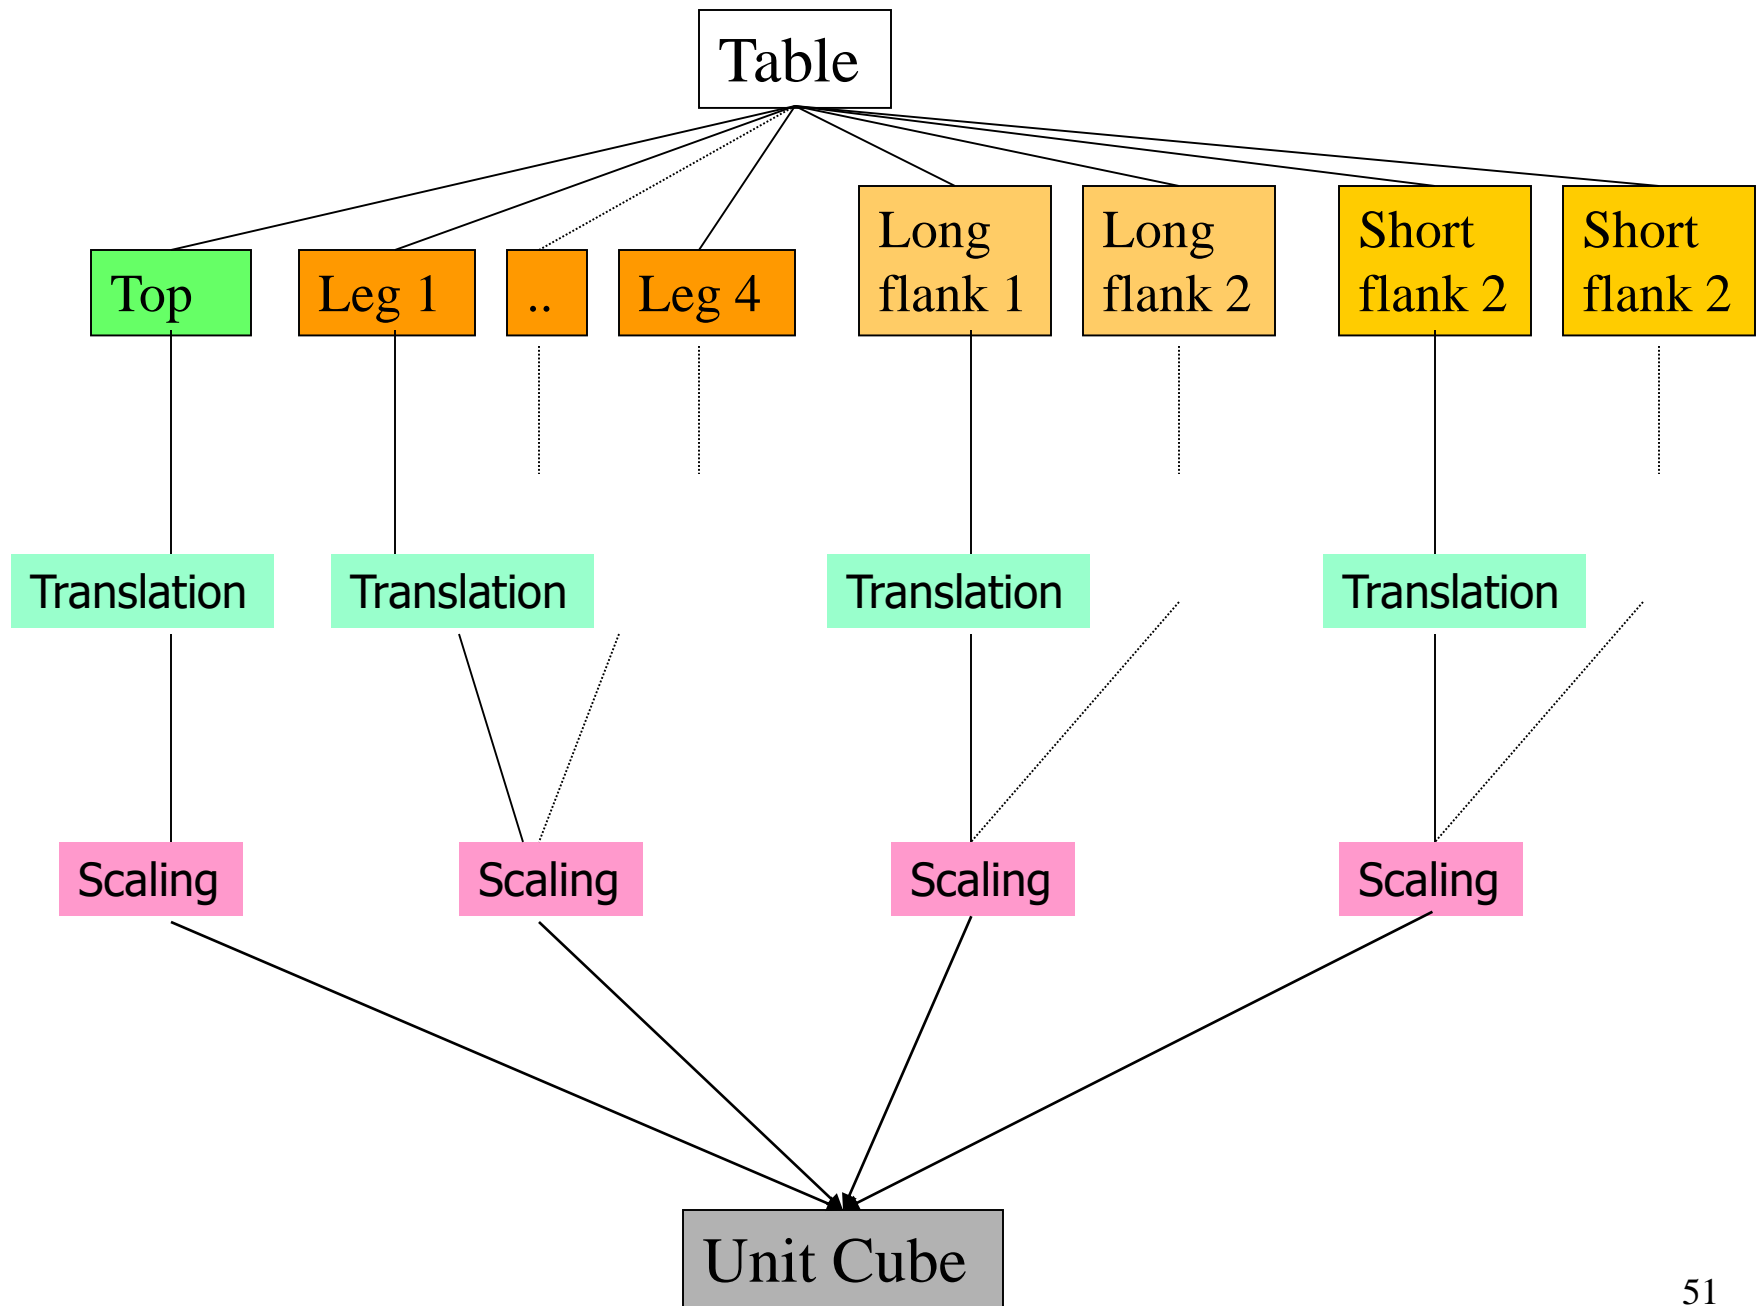 Table
Top
Leg 1
..
Leg 4
Long
flank 1
Long
flank 2
Short
flank 2
Short
flank 2
Translation
Translation
Translation
Translation
Scaling
Scaling
Scaling
Scaling
Unit Cube
51